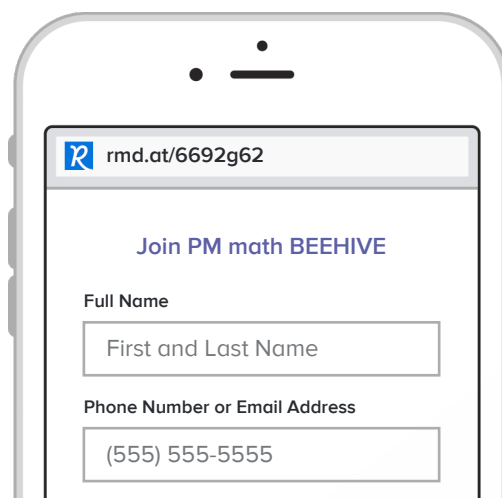 rmd.at/6692g62
Join PM math BEEHIVE
Full Name
First and Last Name
Phone Number or Email Address
(555) 555-5555